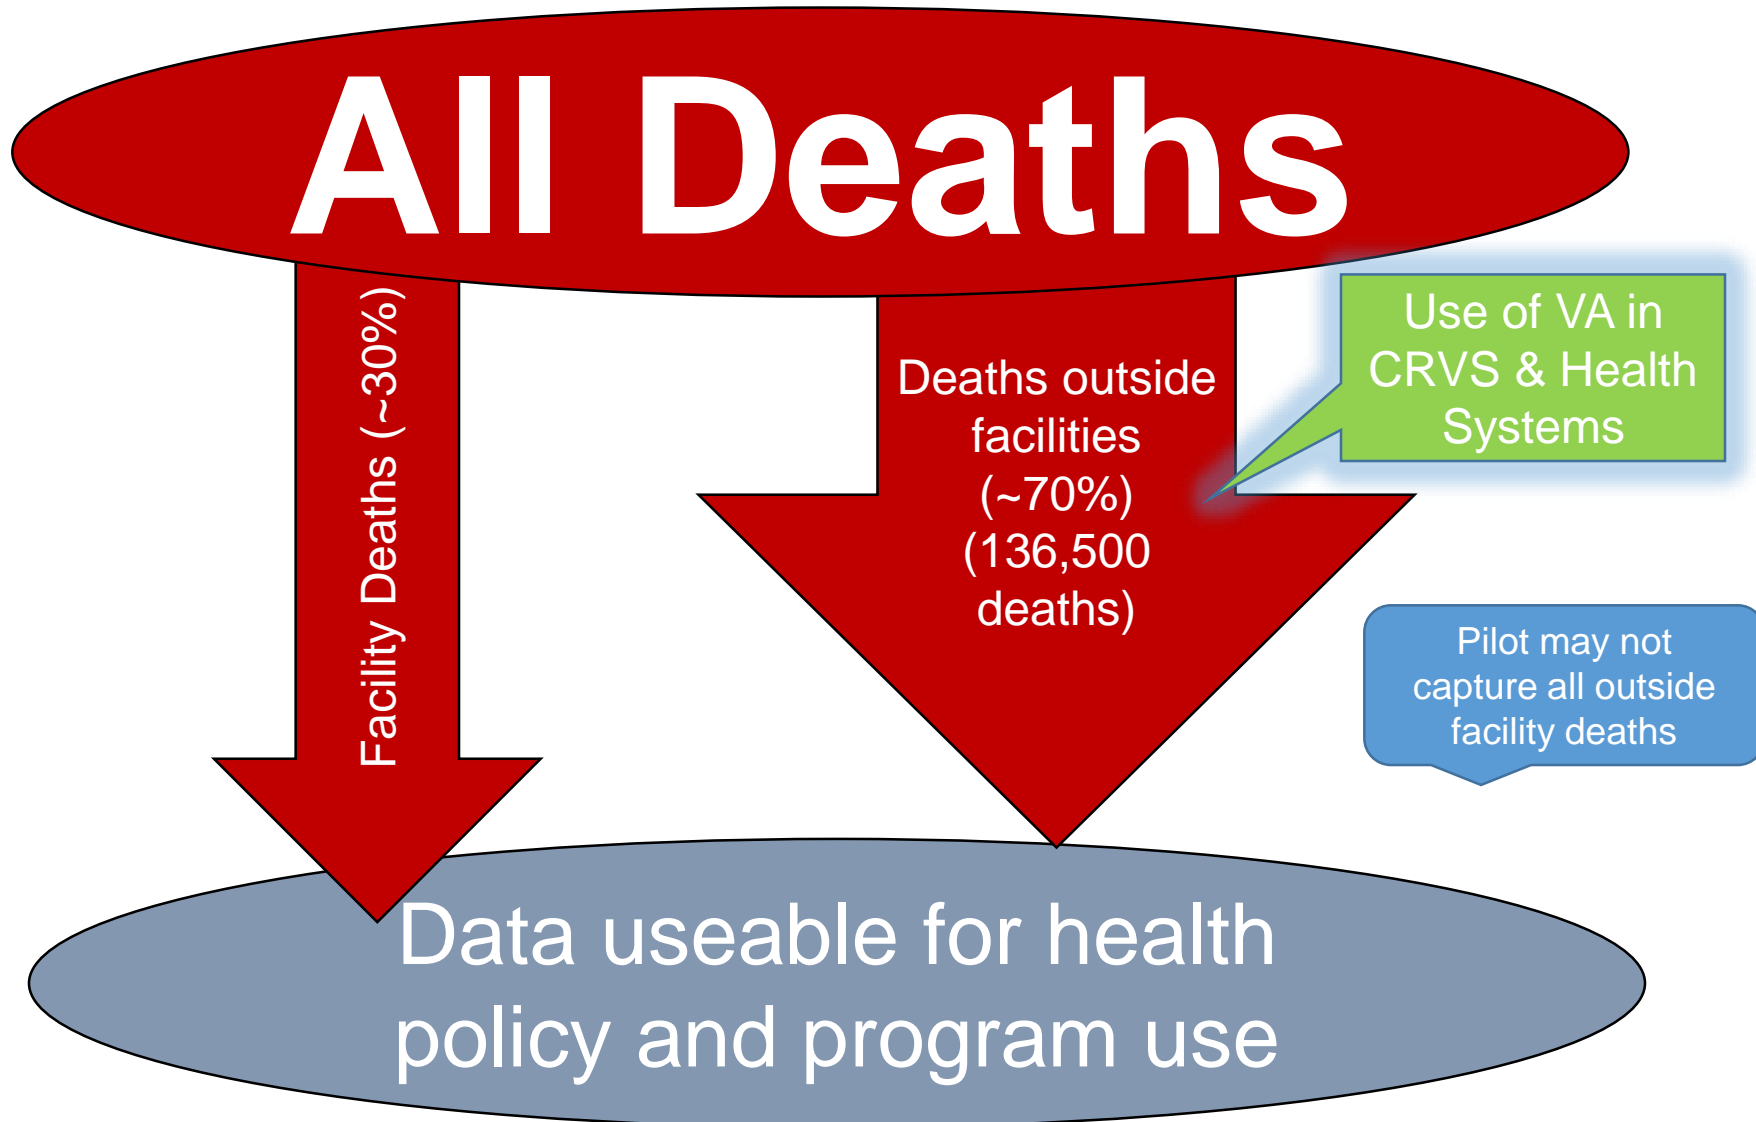 All Deaths
Facility Deaths (~30%)
Deaths outside
facilities
(~70%)
(136,500
deaths)
Use of VA in
CRVS & Health
Systems
Pilot may not
capture all outside
facility deaths
Data useable for health
policy and program use